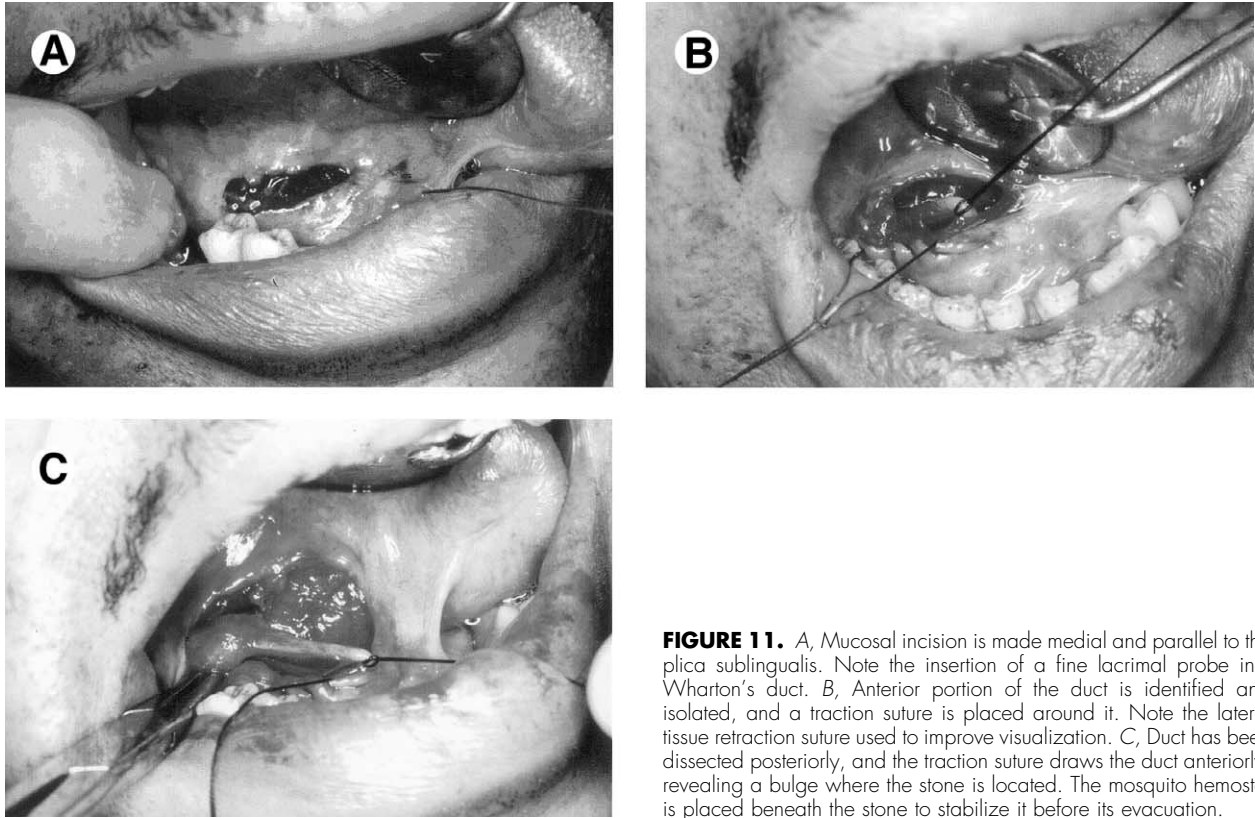 A
B
C
FIGURE 11. A, Mucosal incision is made medial and parallel to th
plica sublingualis. Note the insertion of a fine lacrimal probe in
Wharton's duct. B, Anterior portion of the duct is identified an
isolated, and a traction suture is placed around it. Note the later
tissue retraction suture used to improve visualization. C, Duct has bee
dissected posteriorly, and the traction suture draws the duct anteriorly
revealing a bulge where the stone is located. The mosquito hemost
is placed beneath the stone to stabilize it before its evacuation.